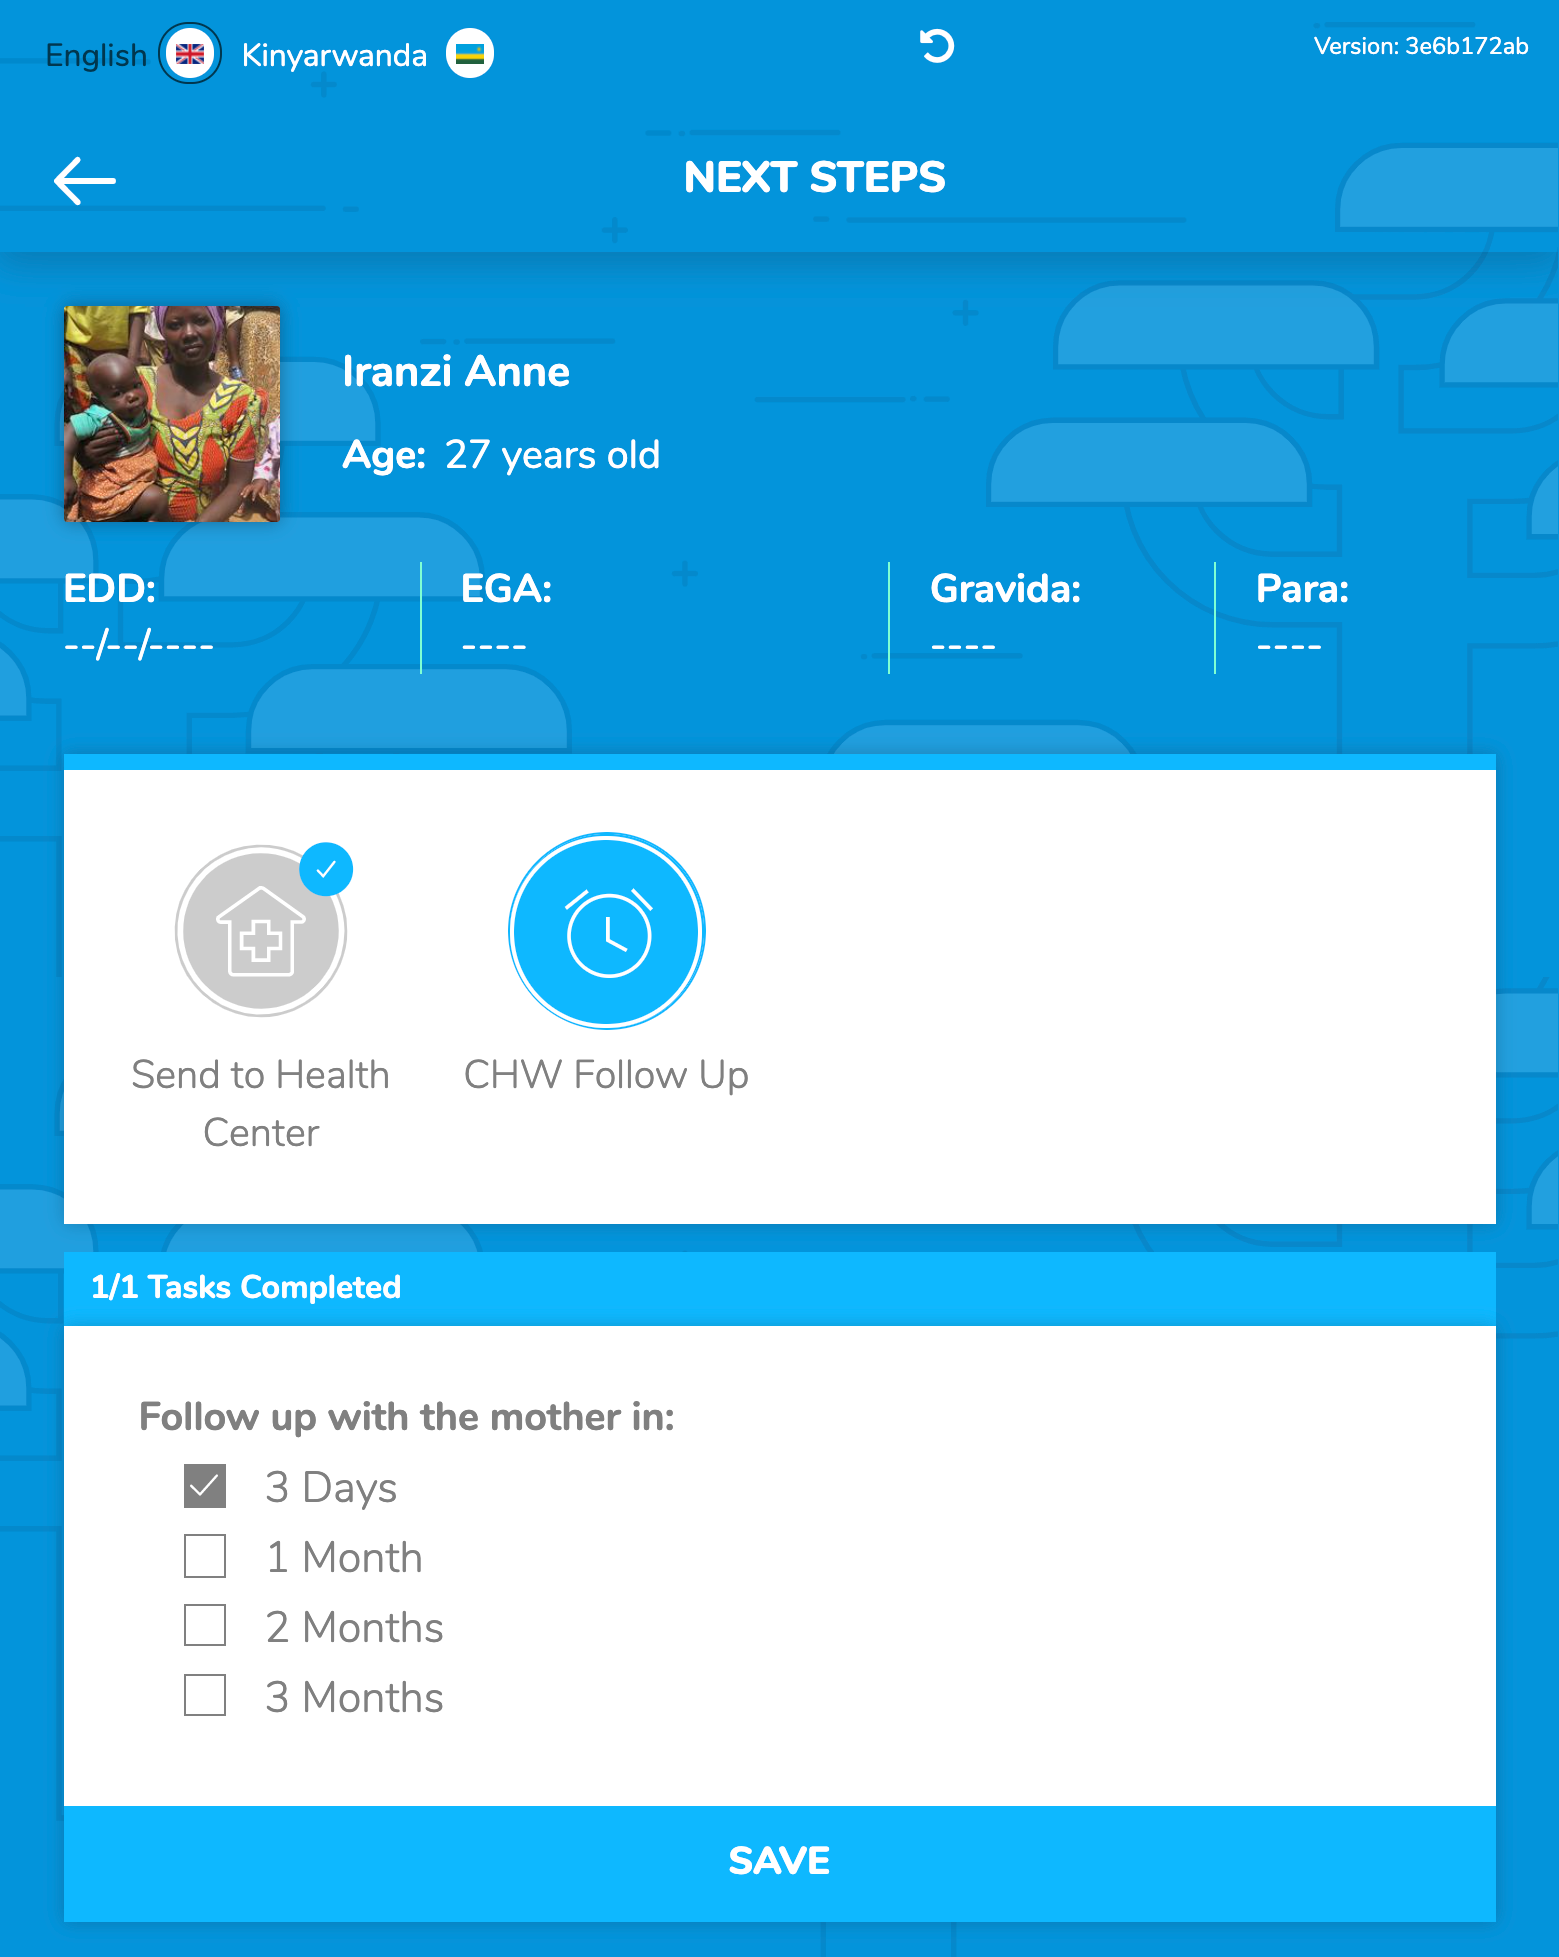 English Kinyarwanda Version: 3e6b172ab
NEXT STEPS
Iranzi Anne
Age: 27 years old
EDD: EGA: Gravida: Para:
--/--/---- ---- ---- ----
Send to Health CHW Follow Up
Center
1/1 Tasks Completed
Follow up with the mother in:
3 Days
1 Month
2 Months
3 Months
SAVE